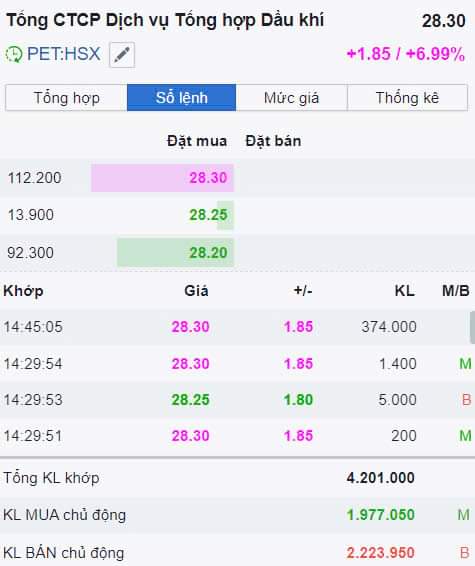 Tổng CTCP Dịch vụ Tổng hợp Dầu khí 28.30
PET:HSX +1.85 / +6.99%
Tổng hợp Sổ lệnh Mức giá Thống kê
Đặt mua Đặt bán
112.200 28.30
13.900 28.25
92.300 28.20
Khớp Giá +/- KL M/B
14:45:05 28.30 1.85 374.000
14:29:54 28.30 1.85 1.400 M
14:29:53 28.25 1.80 5.000 B
14:29:51 28.30 1.85 200 M
Tổng KL khớp 4.201.000
KL MUA chủ động 1.977.050 M
KL BÁN chủ động 2.223.950 B